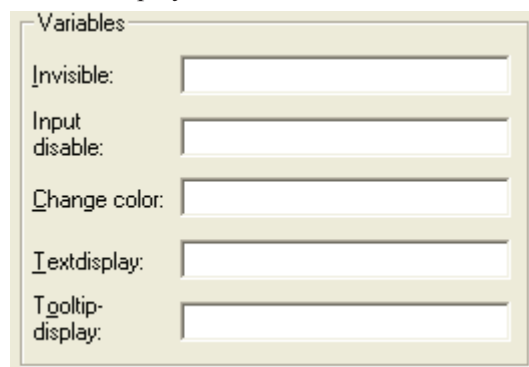 Variables
Invisible:
Input
disable:
Change color:
Textdisplay:
Tooltip-
display: